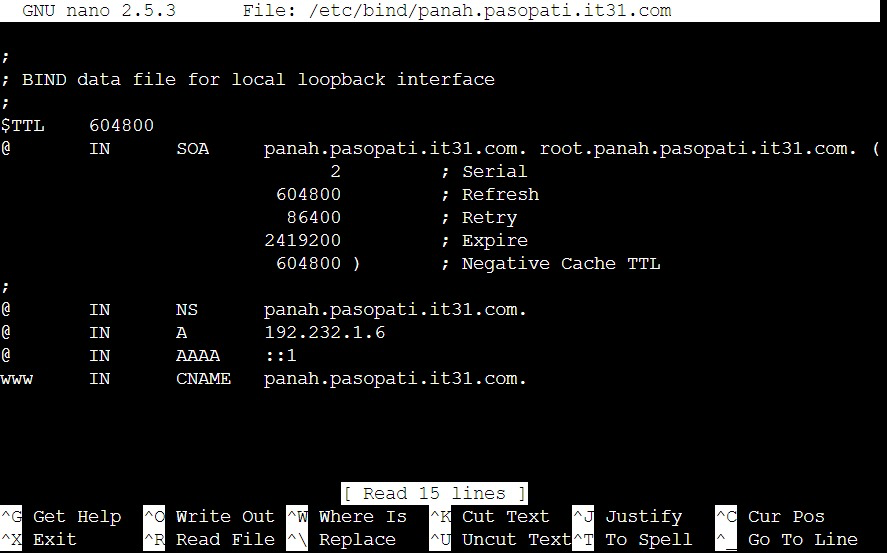 GNU nano 2.5.3 File: /etc/bind/panah.pasopati.it31.com
;
; BIND data file for local loopback interface
;
$TTL 604800
@ IN SOA panah.pasopati.it31.com. root.panah.pasopati.it31.com. (
2 ; Serial
604800 ; Refresh
86400 ; Retry
2419200 ; Expire
604800 ) ; Negative Cache TTL
;
@ IN NS panah.pasopati.it31.com.
@ IN A 192.232.1.6
@ IN AAAA ::1
www IN CNAME panah.pasopati.it31.com.
[ Read 15 lines ]
^G Get Help ^O Write Out ^W Where Is ^K Cut Text ^J Justify ^C Cur Pos
^X Exit ^R Read File ^\ Replace ^U Uncut Text ^T To Spell ^_ Go To Line